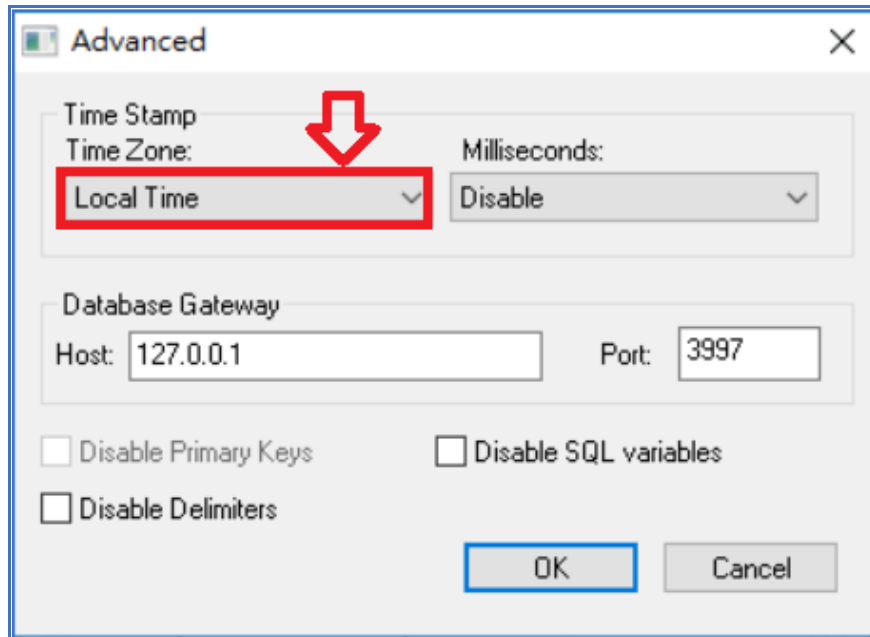 Advanced
Time Stamp
Time Zone: Milliseconds:
Local Time Disable
Database Gateway
Host: 127.0.0.1 Port: 3997
Disable Primary Keys Disable SQL variables
Disable Delimiters
OK Cancel